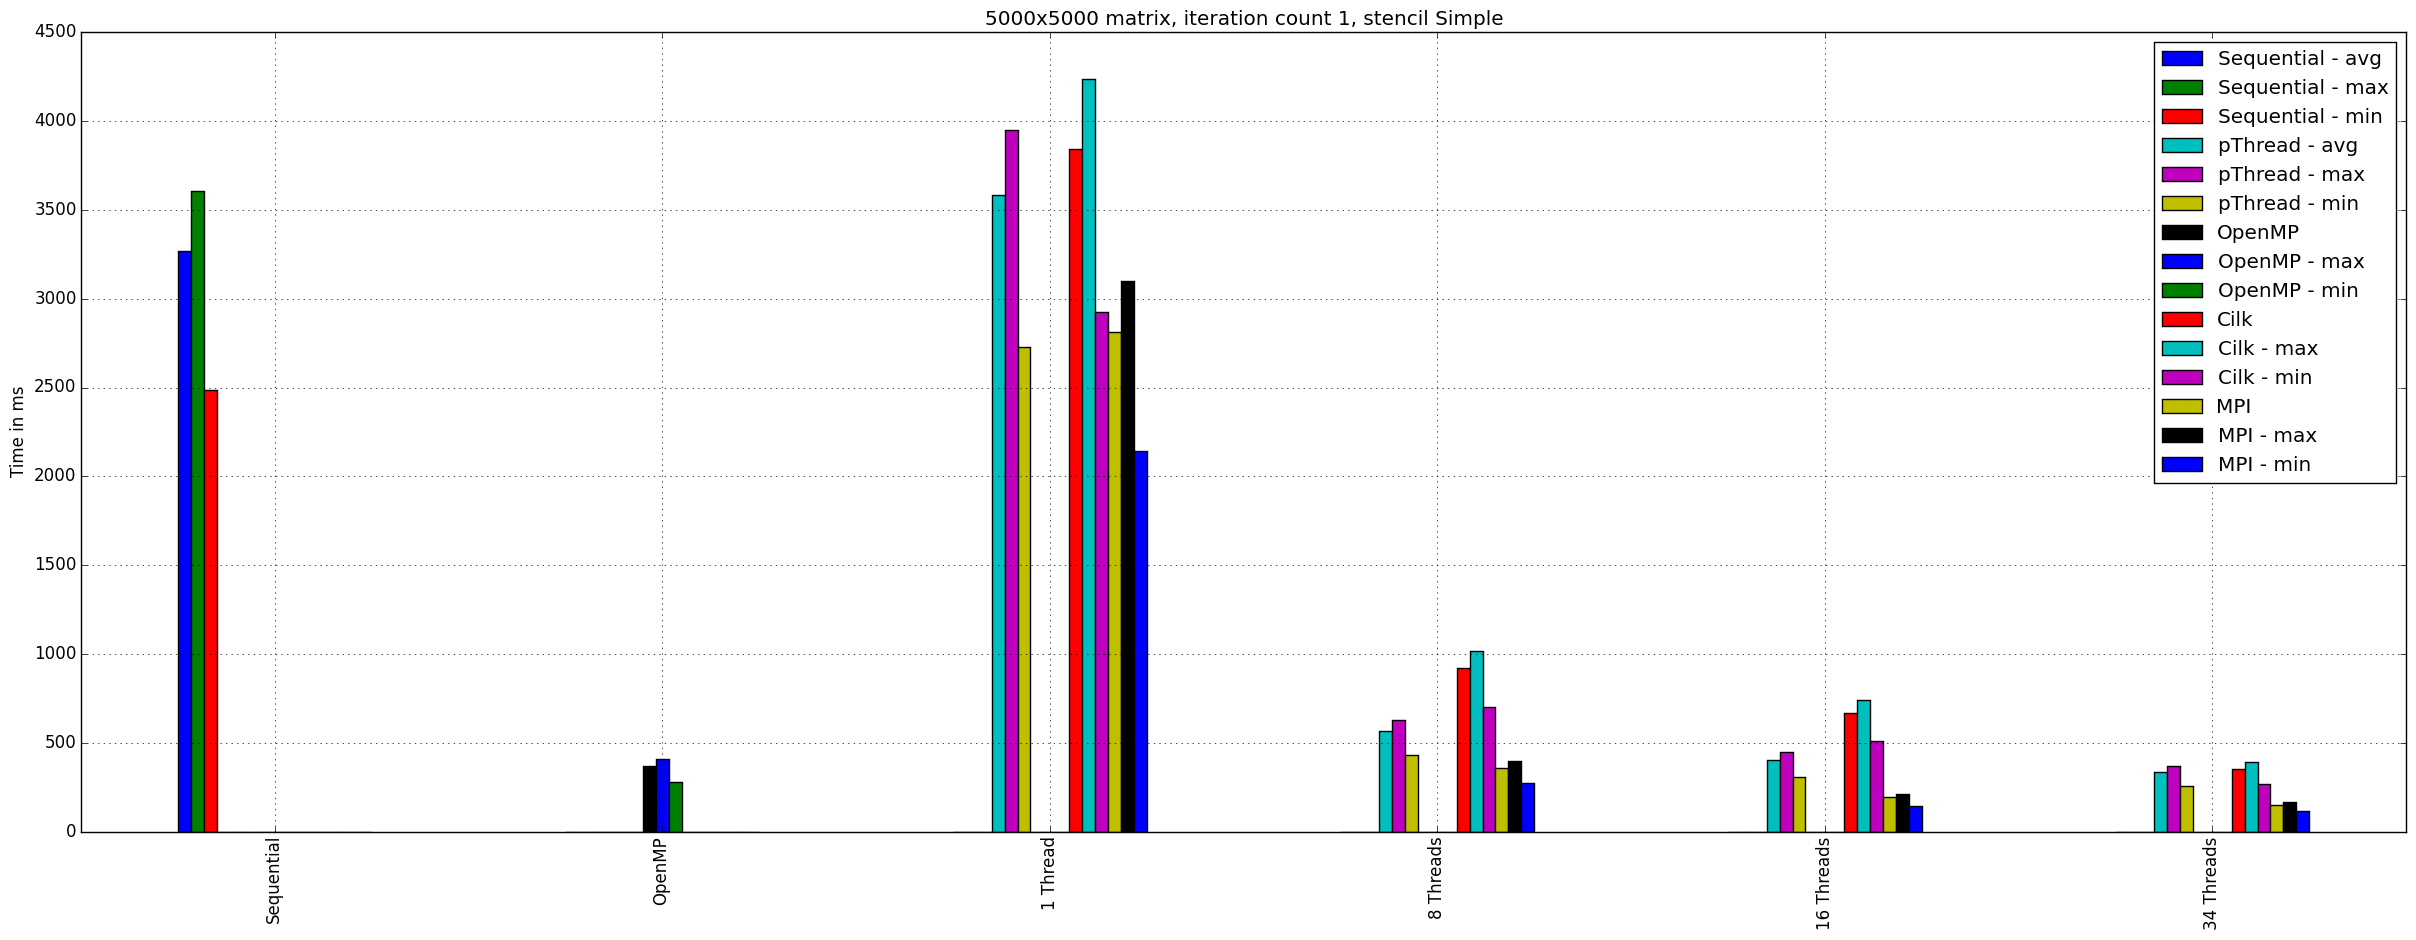 5000x5000 matrix, iteration count 1, stencil Simple
Time in ms
4500
4000
3500
3000
2500
2000
1500
1000
500
0
Sequential
OpenMP
1 Thread
8 Threads
16 Threads
34 Threads
Sequential - avg
Sequential - max
Sequential - min
pThread - avg
pThread - max
pThread - min
OpenMP
OpenMP - max
OpenMP - min
Cilk
Cilk - max
Cilk - min
MPI
MPI - max
MPI - min